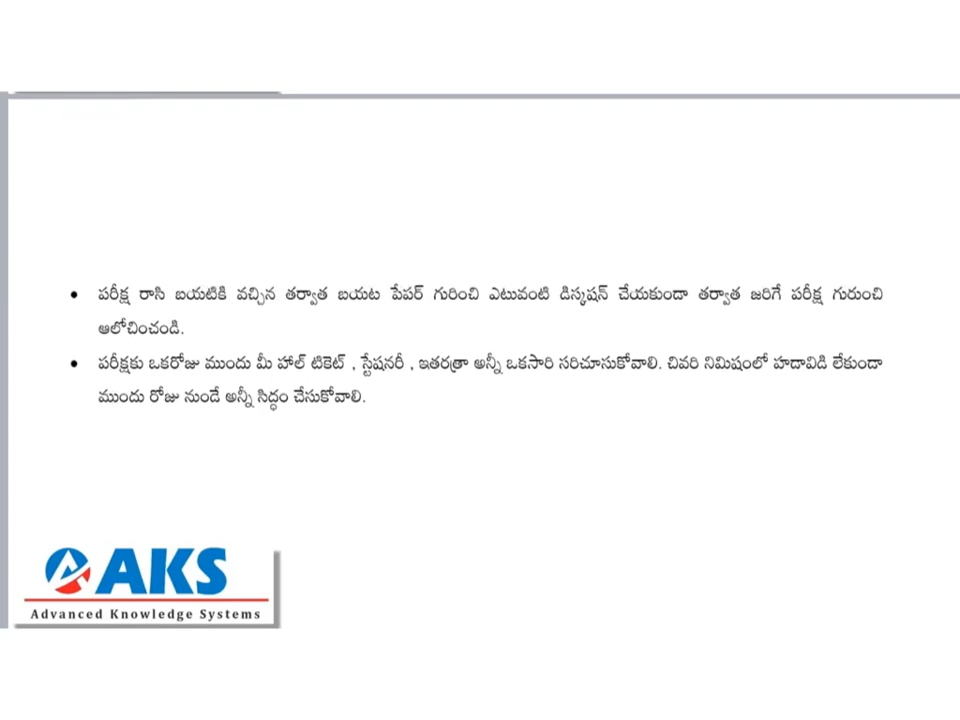 • పరీక్ష రాసి బయటికి వచ్చిన తర్వాత బయట పేపర్ గురించి ఎటువంటి డిస్కషన్ చేయకుండా తర్వాత జరిగే పరీక్ష గురుంచి
ఆలోచించండి.
• పరీక్షకు ఒకరోజు ముందు మీ హాల్ టికెట్ , స్టేషనరీ , ఇతరత్రా అన్నీ ఒకసారి సరిచూసుకోవాలి. చివరి నిమిషంలో హడావిడి లేకుండా
ముందు రోజు నుండే అన్నీ సిద్ధం చేసుకోవాలి.
AKS
Advanced Knowledge Systems